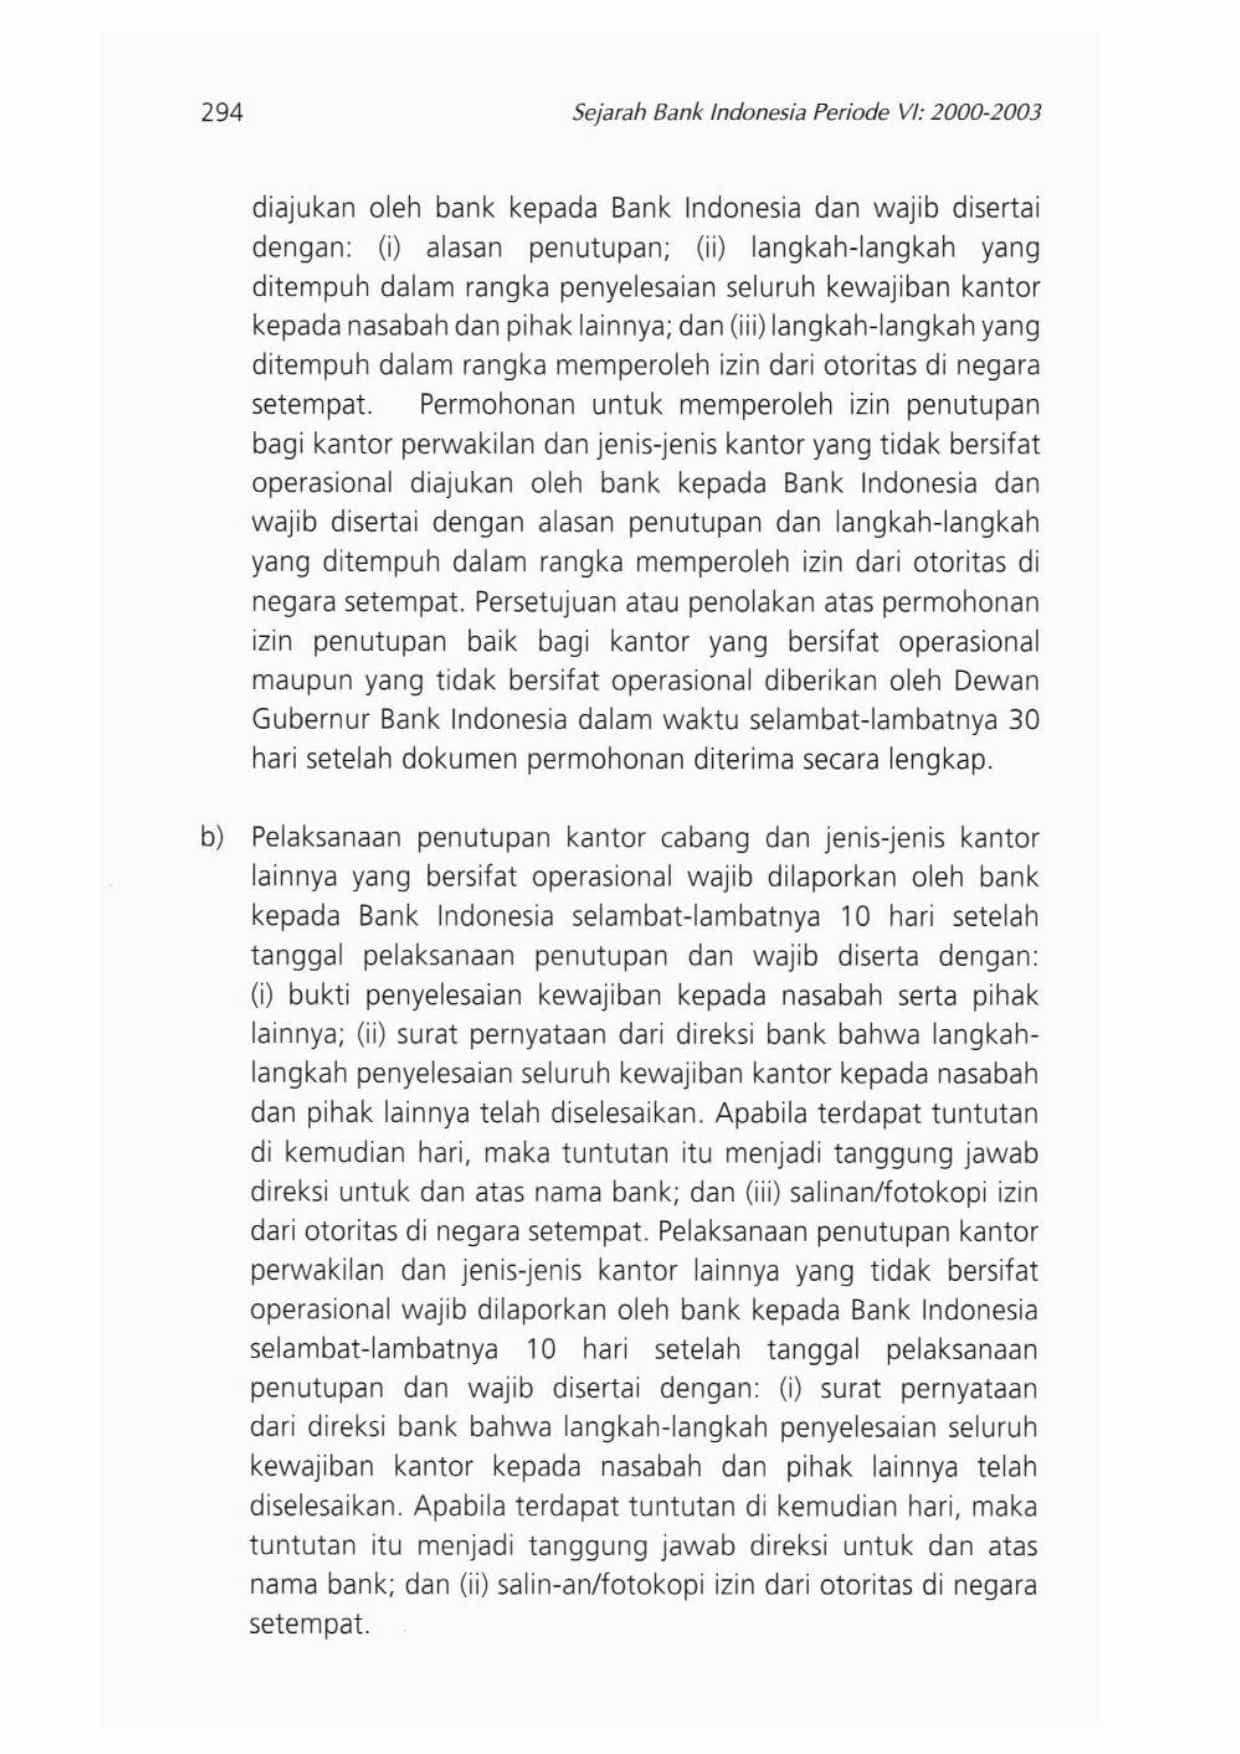 294
Sejarah Bank Indonesia Periode VI: 2000-2003
diajukan oleh bank kepada Bank Indonesia dan wajib disertai
dengan: (i) alasan penutupan; (ii) langkah-langkah yang
ditempuh dalam rangka penyelesaian seluruh kewajiban kantor
kepada nasabah dan pihak lainnya; dan (iii) langkah-langkah yang
ditempuh dalam rangka memperoleh izin dari otoritas di negara
setempat. Permohonan untuk memperoleh izin penutupan
bagi kantor perwakilan dan jenis-jenis kantor yang tidak bersifat
operasional diajukan oleh bank kepada Bank Indonesia dan
wajib disertai dengan alasan penutupan dan langkah-langkah
yang ditempuh dalam rangka memperoleh izin dari otoritas di
negara setempat. Persetujuan atau penolakan atas permohonan
izin penutupan baik bagi kantor yang bersifat operasional
maupun yang tidak bersifat operasional diberikan oleh Dewan
Gubernur Bank Indonesia dalam waktu selambat-lambatnya 30
hari setelah dokumen permohonan diterima secara lengkap.
b) Pelaksanaan penutupan kantor cabang dan jenis-jenis kantor
lainnya yang bersifat operasional wajib dilaporkan oleh bank
kepada Bank Indonesia selambat-lambatnya 10 hari setelah
tanggal pelaksanaan penutupan dan wajib diserta dengan:
(i) bukti penyelesaian kewajiban kepada nasabah serta pihak
lainnya; (ii) surat pernyataan dari direksi bank bahwa langkah-
langkah penyelesaian seluruh kewajiban kantor kepada nasabah
dan pihak lainnya telah diselesaikan. Apabila terdapat tuntutan
di kemudian hari, maka tuntutan itu menjadi tanggung jawab
direksi untuk dan atas nama bank; dan (iii) salinan/fotokopi izin
dari otoritas di negara setempat. Pelaksanaan penutupan kantor
perwakilan dan jenis-jenis kantor lainnya yang tidak bersifat
operasional wajib dilaporkan oleh bank kepada Bank Indonesia
selambat-lambatnya 10 hari setelah tanggal pelaksanaan
penutupan dan wajib disertai dengan: (i) surat pernyataan
dari direksi bank bahwa langkah-langkah penyelesaian seluruh
kewajiban kantor kepada nasabah dan pihak lainnya telah
diselesaikan. Apabila terdapat tuntutan di kemudian hari, maka
tuntutan itu menjadi tanggung jawab direksi untuk dan atas
nama bank; dan (ii) salin-an/fotokopi izin dari otoritas di negara
setempat.